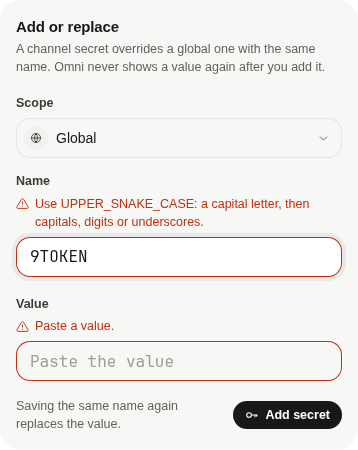 Add or replace
A channel secret overrides a global one with the same
name. Omni never shows a value again after you add it.
Scope
Global
Name
Use UPPER_SNAKE_CASE: a capital letter, then
capitals, digits or underscores.
9TOKEN
Value
Paste a value.
Paste the value
Saving the same name again
replaces the value.
Add secret